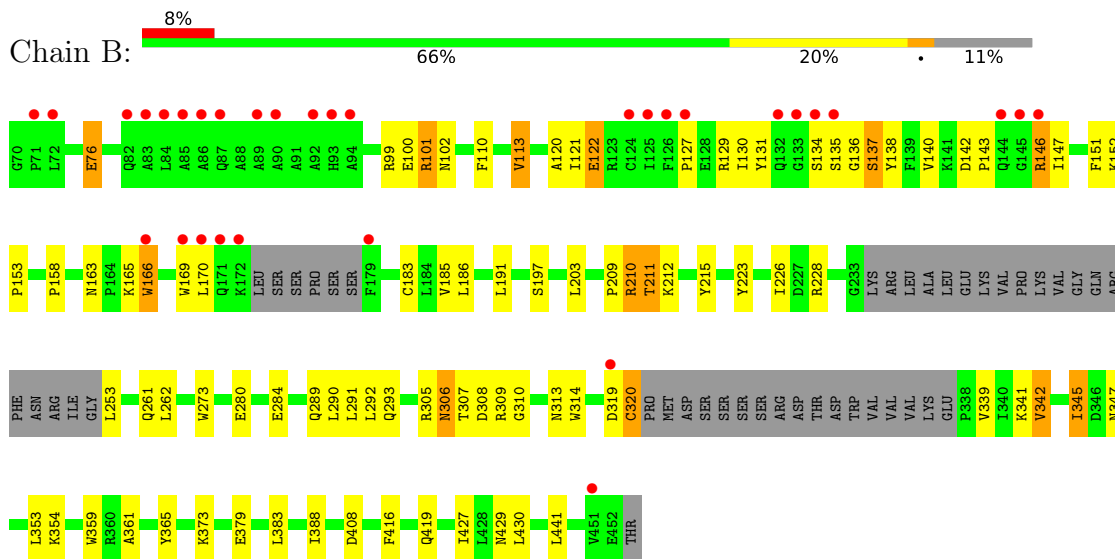 8%
Chain B:
66% 20% • 11%
G70 P71 L72 E76 Q82 A83 L84 A85 A86 Q87 A88 A89 A90 A91 A92 H93 A94 R99 E100 R101 N102 F110 V113 A120 I121 E122 R123 C124 I125 F126 P127 E128 R129 I130 Y131 Q132 G133 S134 S135 G136 S137 Y138 F139 V140 K141 D142 P143 Q144 G145 R146 I147 F151 K152
P153 P158 N163 P164 K165 W166 W169 L170 Q171 K172 LEU SER SER PRO SER SER F179 C183 L184 V185 L186 L191 S197 L203 P209 R210 T211 K212 Y215 Y223 I226 D227 R228 G233 LYS ARG LEU ALA LEU GLU LYS VAL PRO LYS VAL GLY GLN ARG
PHE ASN ARG ILE GLY L253 Q261 L262 W273 E280 E284 Q289 L290 L291 L292 Q293 R305 N306 T307 D308 R309 G310 N313 W314 D319 C320 PRO MET ASP SER SER SER SER ARG ASP THR ASP TRP VAL VAL VAL LYS GLU P338 V339 I340 K341 V342 I345 D346 N347
L353 K354 W359 R360 A361 Y365 K373 E379 L383 I388 D408 F416 Q419 I427 L428 N429 L430 L441 V451 E452 THR